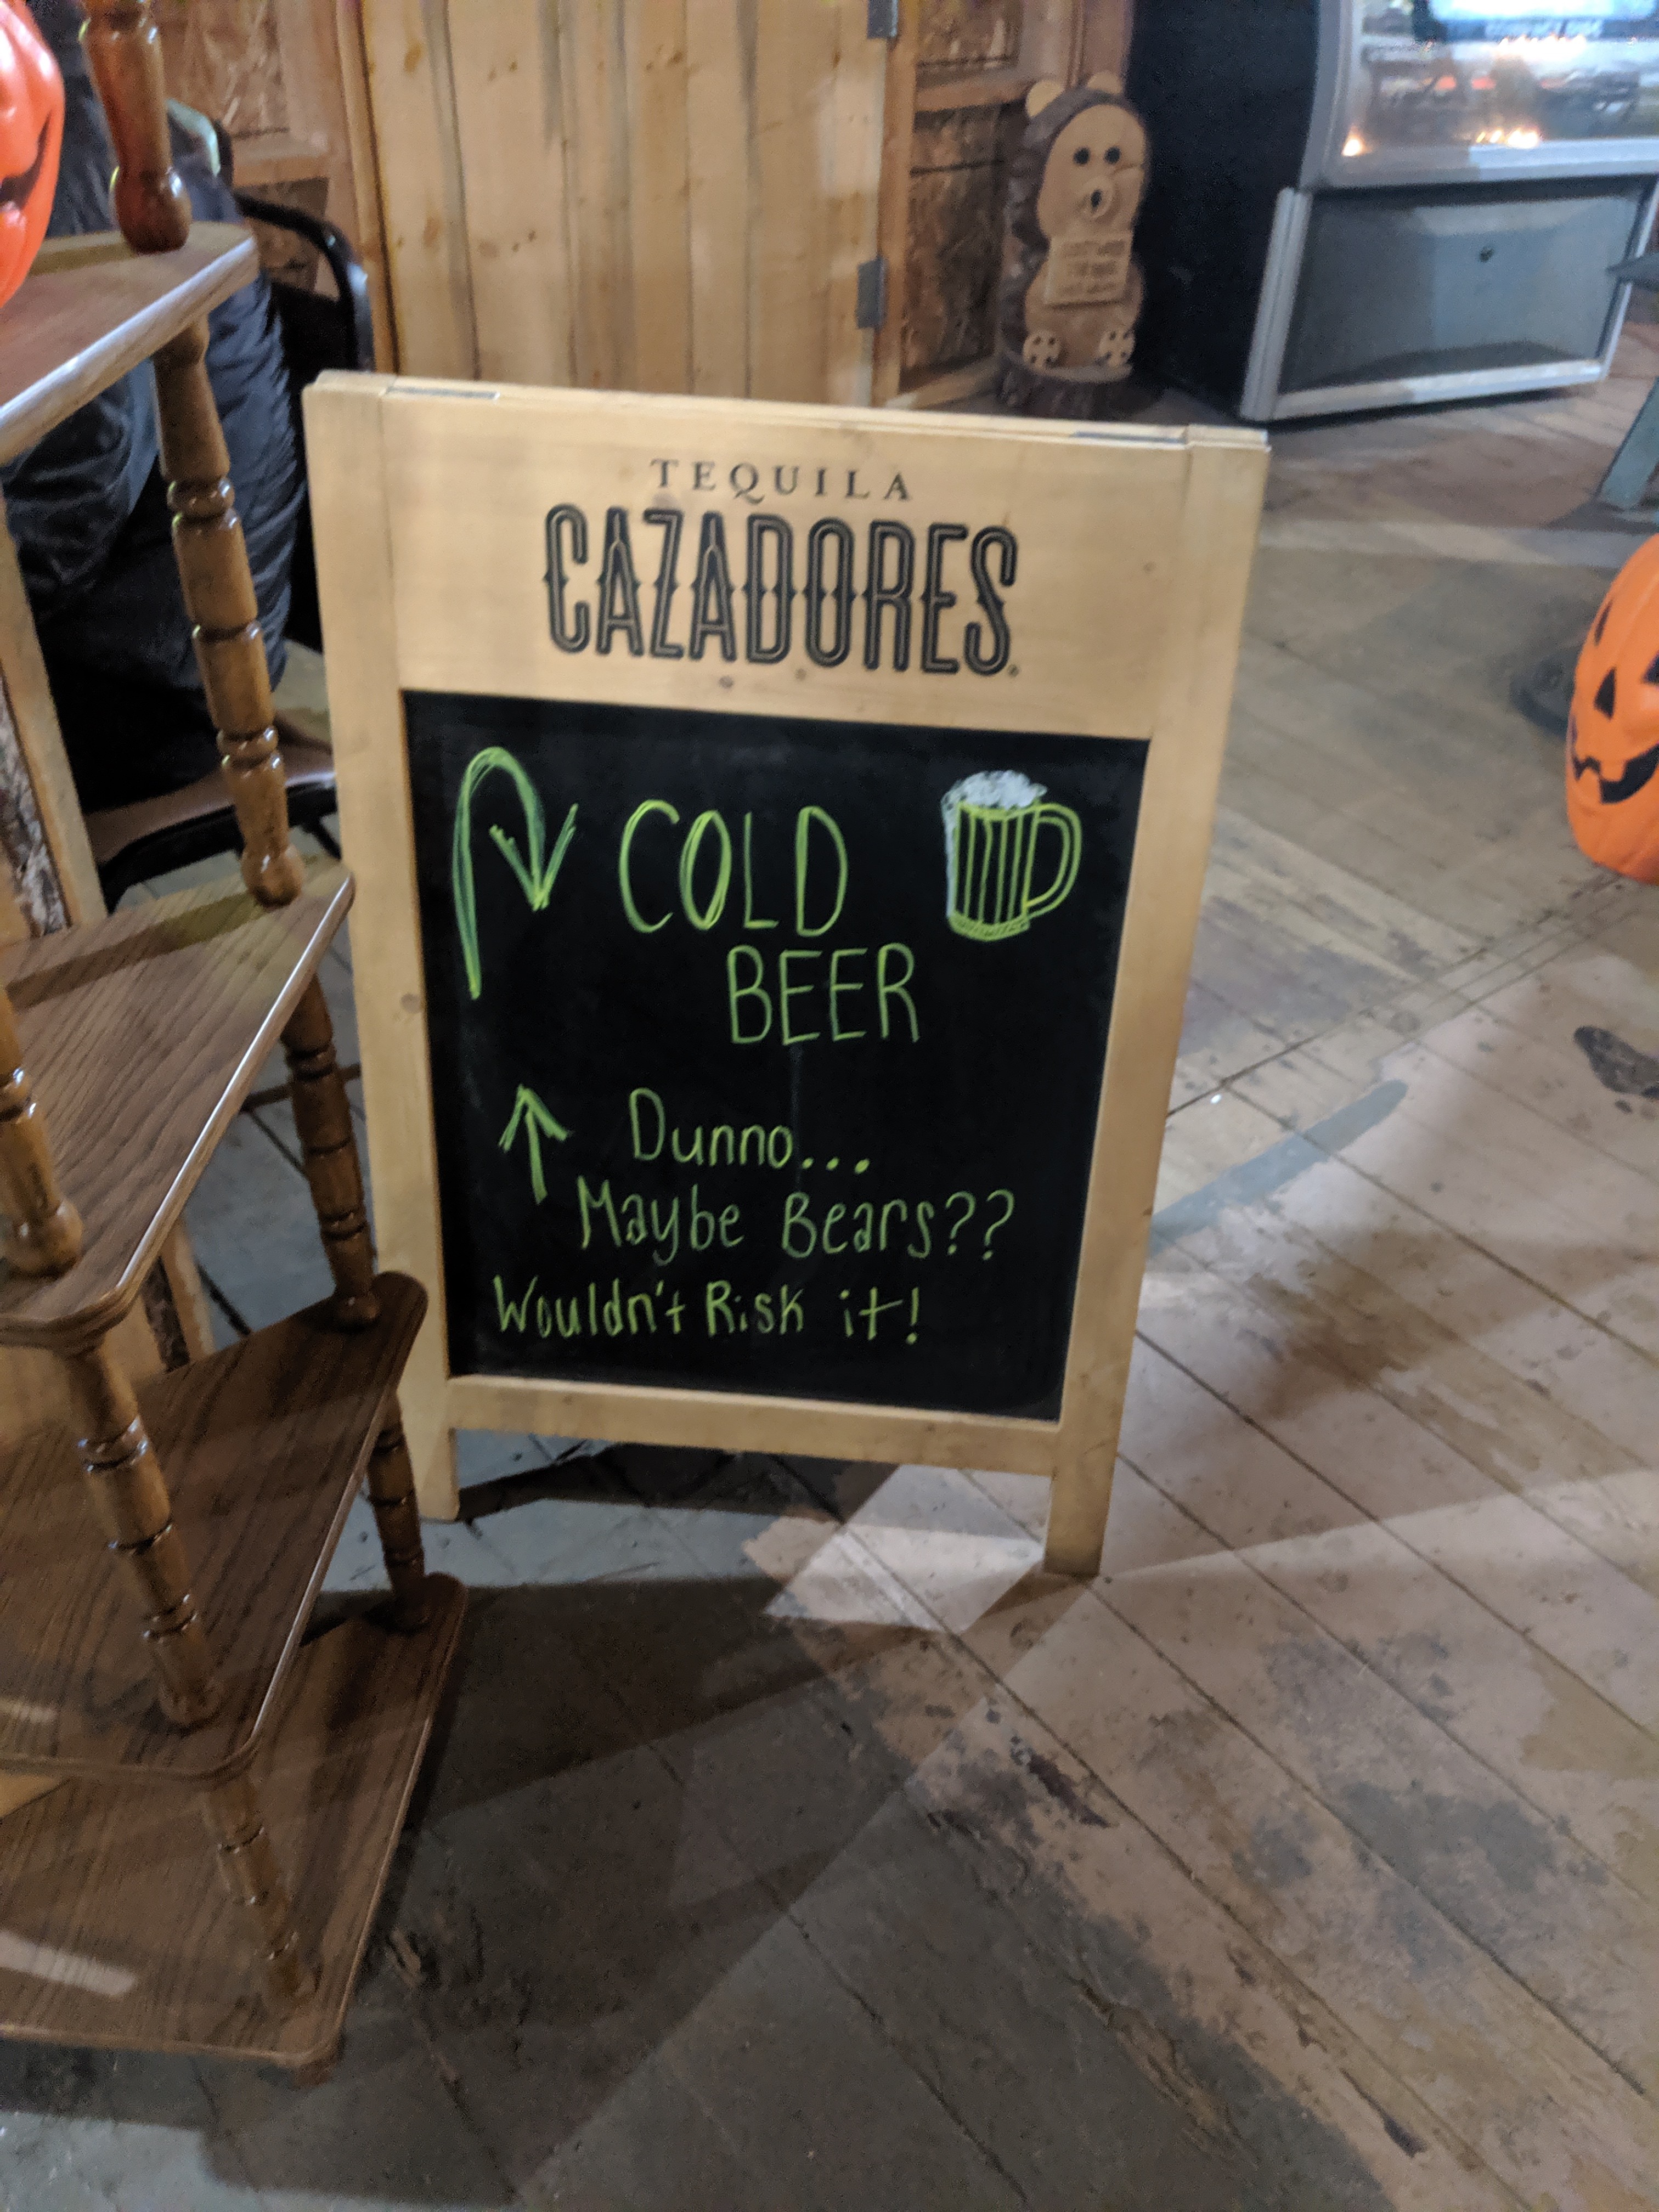 TEQUILA
CAZADORES
COLD
BEER
Dunno...
Maybe Bears??
Wouldn't Risk it!